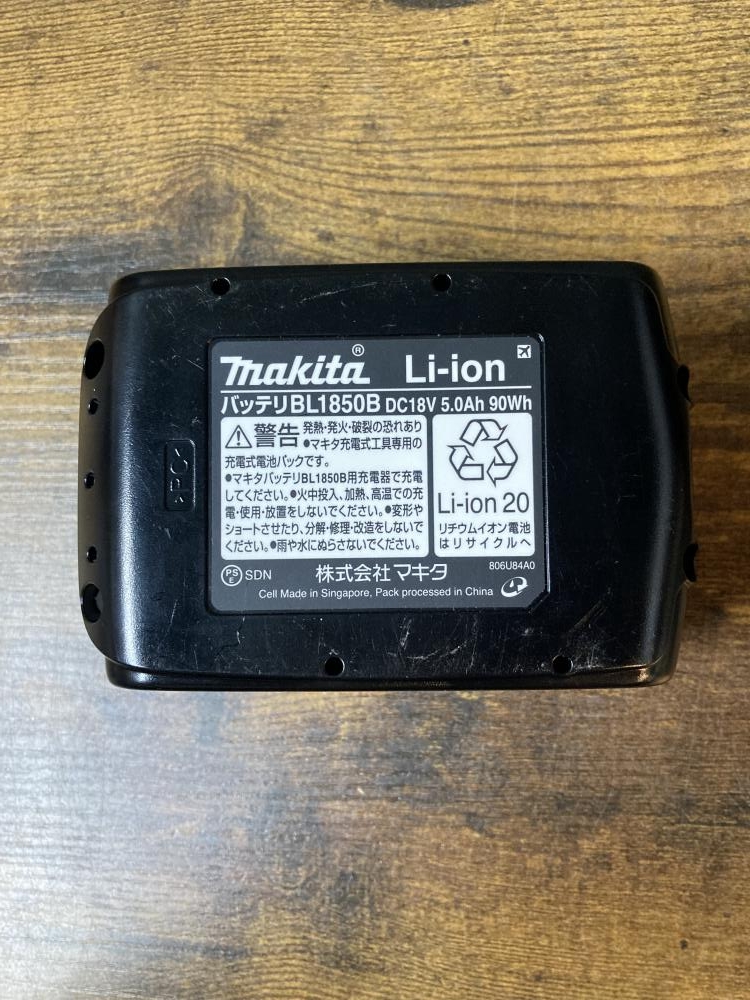 makita® Li-ion
バッテリBL1850B DC18V 5.0Ah 90Wh
警告 発熱・発火・破裂の恐れあり
●マキタ充電式工具専用の
充電式電池パックです。
●マキタバッテリBL1850B用充電器で充電
してください。●火中投入、加熱、高温での充
電・使用・放置をしないでください。●変形や
ショートさせたり、分解・修理・改造をしないで
ください。●雨や水にぬらさないでください。
Li-ion 20
リチウムイオン電池
はリサイクルへ
PS
E
SDN
株式会社マキタ
806U84A0
Cell Made in Singapore, Pack processed in China
>PC<